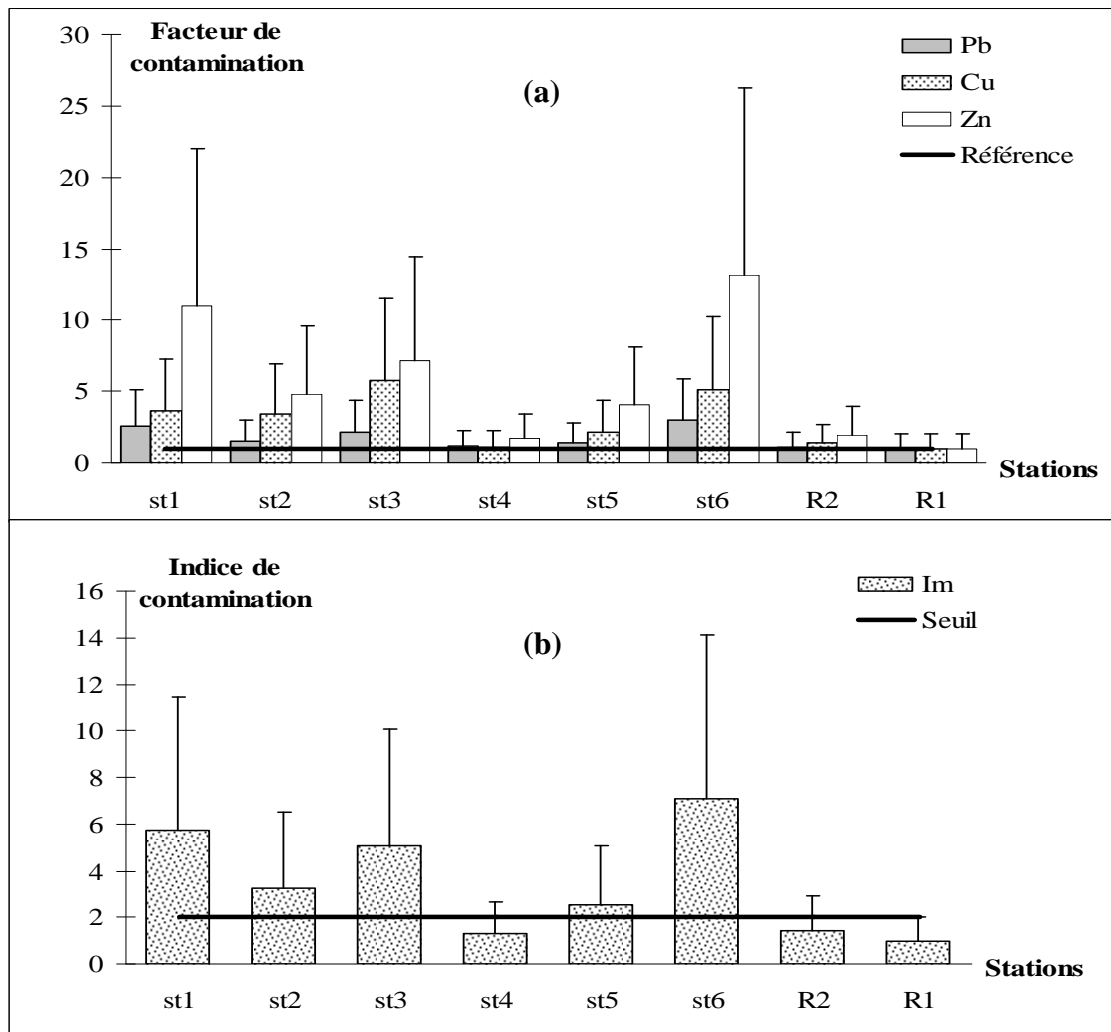 Facteur de
contamination
(a)
Pb
Cu
Zn
Référence
30
25
20
15
10
5
0
Stations
st1 st2 st3 st4 st5 st6 R2 R1
Indice de
contamination
(b)
Im
Seuil
16
14
12
10
8
6
4
2
0
Stations
st1 st2 st3 st4 st5 st6 R2 R1